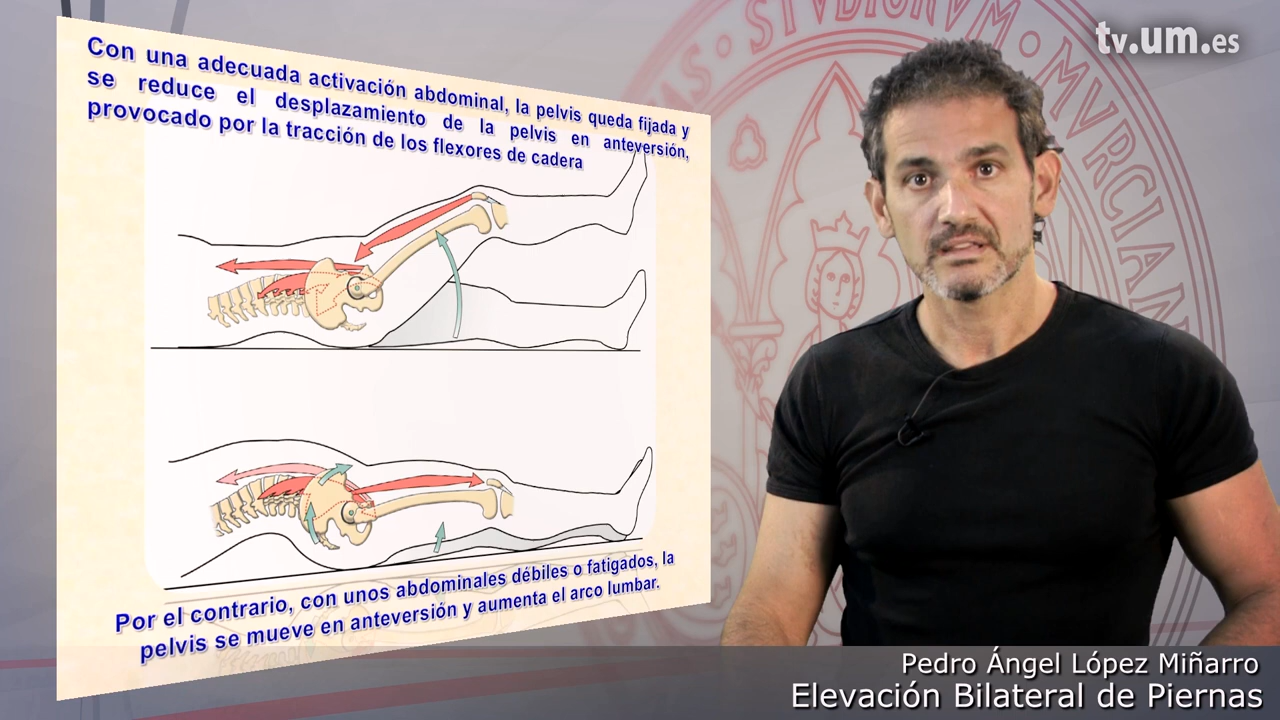 Con una adecuada activación abdominal, la pelvis queda fijada y
se reduce el desplazamiento de la pelvis en anteversión,
provocado por la tracción de los flexores de cadera
Por el contrario, con unos abdominales débiles o fatigados, la
pelvis se mueve en anteversión y aumenta el arco lumbar.
tv.um.es
STVDIORVM
MVRCIAN
Pedro Ángel López Miñarro
Elevación Bilateral de Piernas